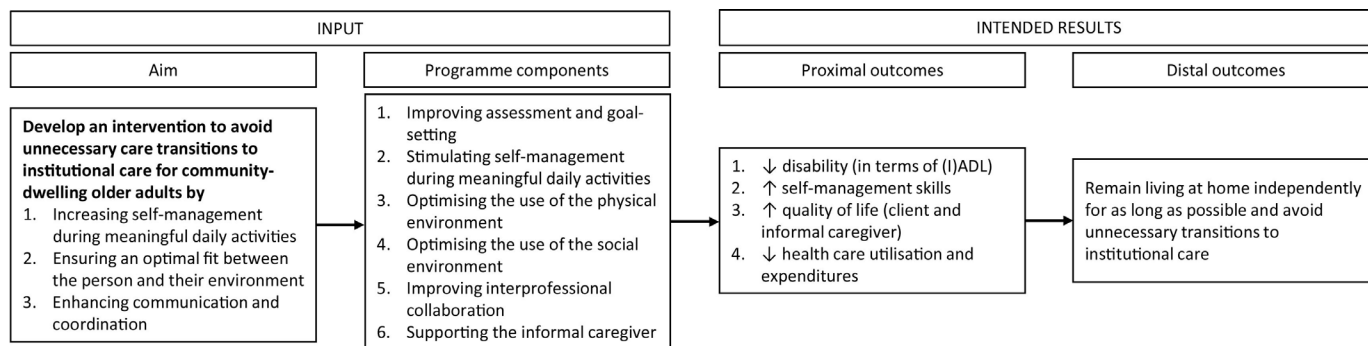 INPUT
INTENDED RESULTS
Aim
Programme components
Proximal outcomes
Distal outcomes
Develop an intervention to avoid
unnecessary care transitions to
institutional care for community-
dwelling older adults by
1. Increasing self-management
during meaningful daily activities
2. Ensuring an optimal fit between
the person and their environment
3. Enhancing communication and
coordination
1. Improving assessment and goal-
setting
2. Stimulating self-management
during meaningful daily activities
3. Optimising the use of the physical
environment
4. Optimising the use of the social
environment
5. Improving interprofessional
collaboration
6. Supporting the informal caregiver
1. ↓ disability (in terms of (I)ADL)
2. ↑ self-management skills
3. ↑ quality of life (client and
informal caregiver)
4. ↓ health care utilisation and
expenditures
Remain living at home independently
for as long as possible and avoid
unnecessary transitions to
institutional care